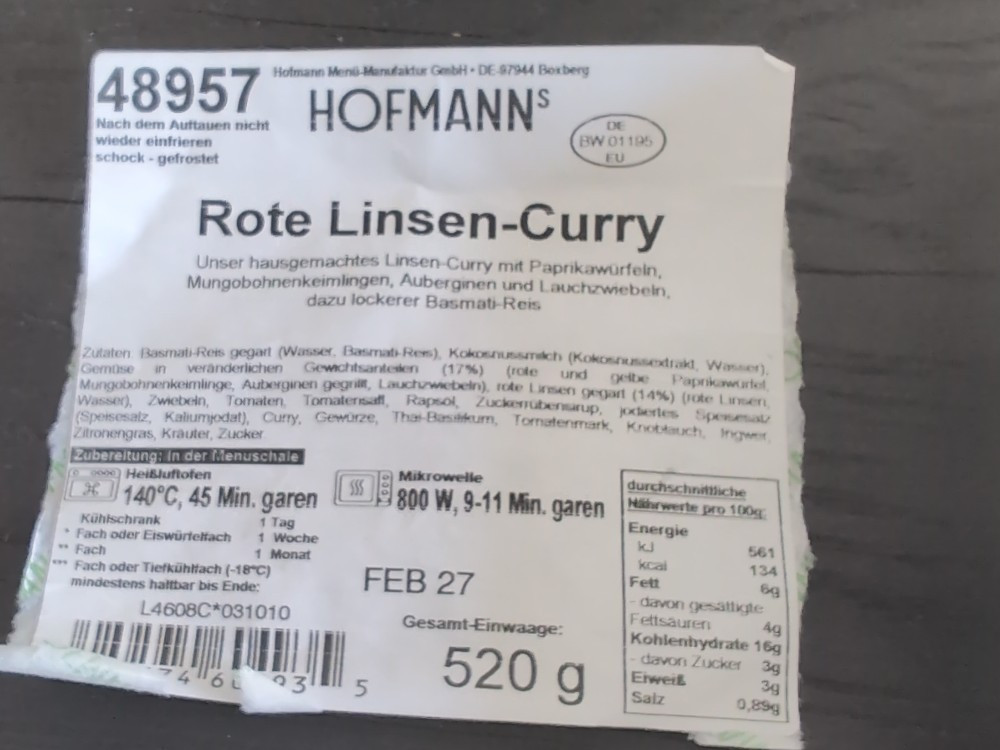 48957
Hofmann Menü-Manufaktur GmbH • DE-97944 Boxberg
HOFMANNS
Nach dem Auftauen nicht
wieder einfrieren
schock - gefrostet
DE
BW 01195
EU
Rote Linsen-Curry
Unser hausgemachtes Linsen-Curry mit Paprikawürfeln,
Mungobohnenkeimlingen, Auberginen und Lauchzwiebeln,
dazu lockerer Basmati-Reis
Zutaten: Basmati-Reis gegart (Wasser, Basmati-Reis), Kokosnussmilch (Kokosnussextrakt, Wasser),
Gemüse in veränderlichen Gewichtsanteilen (17%) (rote und gelbe Paprikawürfel,
Mungobohnenkeimlinge, Auberginen gegrillt, Lauchzwiebeln), rote Linsen gegart (14%) (rote Linsen,
Wasser), Zwiebeln, Tomaten, Tomatensaft, Rapsöl, Zuckerrübensirup, jodiertes Speisesalz
(Speisesalz, Kaliumjodat), Curry, Gewürze, Thai-Basilikum, Tomatenmark, Knoblauch, Ingwer,
Zitronengras, Kräuter, Zucker
Zubereitung: In der Menuschale
Heißluftofen
140°C, 45 Min. garen
Mikrowelle
800 W, 9-11 Min. garen
Kühlschrank 1 Tag
* Fach oder Eiswürfelfach 1 Woche
** Fach 1 Monat
*** Fach oder Tiefkühlfach (-18°C)
mindestens haltbar bis Ende:
FEB 27
L4608C*031010
Gesamt-Einwaage:
520 g
5
durchschnittliche
Nährwerte pro 100g:
Energie
kJ 561
kcal 134
Fett 6g
- davon gesättigte
Fettsäuren 4g
Kohlenhydrate 16g
- davon Zucker 3g
Eiweiß 3g
Salz 0,89g